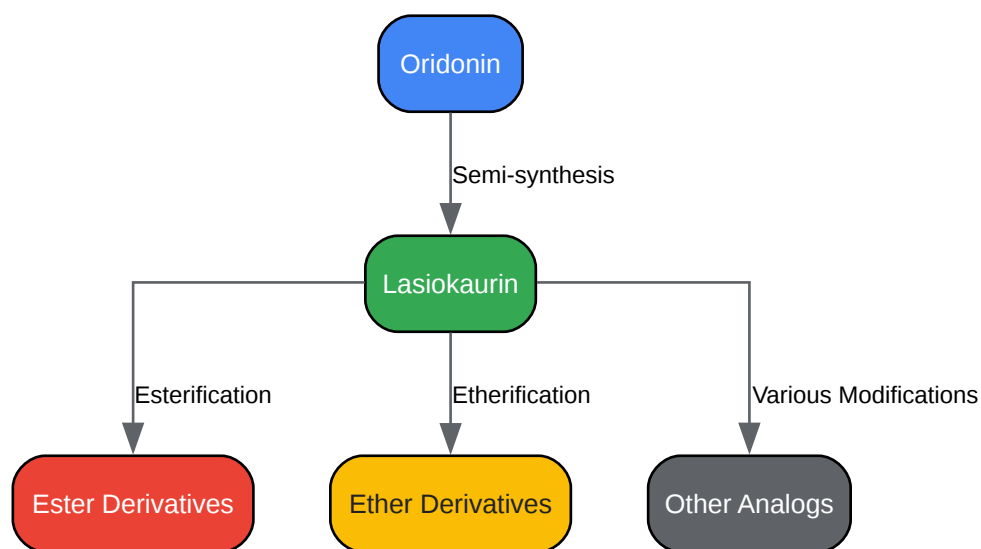 Oridonin
Semi-synthesis
Lasiokaurin
Esterification
Etherification
Various Modifications
Ester Derivatives
Ether Derivatives
Other Analogs